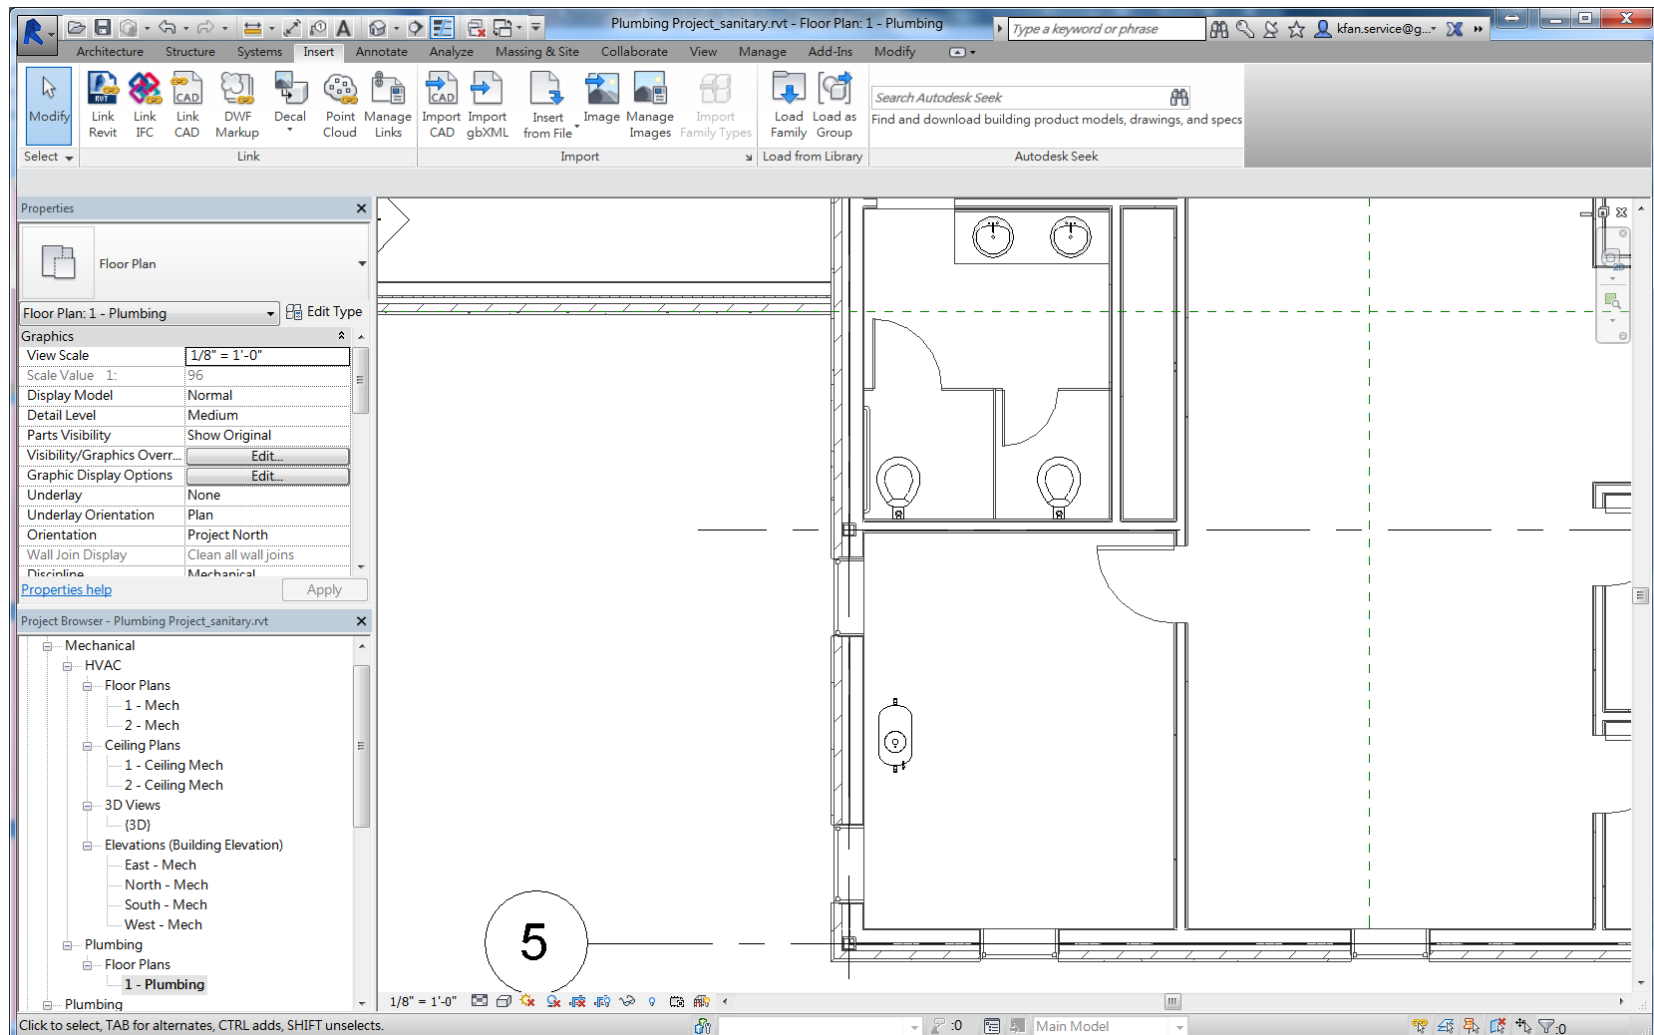 Plumbing Project_sanitary.rvt - Floor Plan: 1 - Plumbing
Type a keyword or phrase
kfan.service@g...
Architecture Structure Systems Insert Annotate Analyze Massing & Site Collaborate View Manage Add-Ins Modify
Modify
Link Revit
Link IFC
Link CAD
DWF Markup
Decal
Point Cloud
Manage Links
Import CAD
Import gbXML
Insert from File
Image
Manage Images
Import Family Types
Load Family
Load as Group
Search Autodesk Seek
Find and download building product models, drawings, and specs
Select
Link
Import
Load from Library
Autodesk Seek
Properties
Floor Plan
Floor Plan: 1 - Plumbing
Edit Type
Graphics
View Scale 1/8" = 1'-0"
Scale Value 1: 96
Display Model Normal
Detail Level Medium
Parts Visibility Show Original
Visibility/Graphics Overr... Edit...
Graphic Display Options Edit...
Underlay None
Underlay Orientation Plan
Orientation Project North
Wall Join Display Clean all wall joins
Discipline Mechanical
Properties help
Apply
Project Browser - Plumbing Project_sanitary.rvt
Mechanical
HVAC
Floor Plans
1 - Mech
2 - Mech
Ceiling Plans
1 - Ceiling Mech
2 - Ceiling Mech
3D Views
{3D}
Elevations (Building Elevation)
East - Mech
North - Mech
South - Mech
West - Mech
Plumbing
Floor Plans
1 - Plumbing
Plumbing
5
1/8" = 1'-0"
Click to select, TAB for alternates, CTRL adds, SHIFT unselects.
:0
Main Model
:0